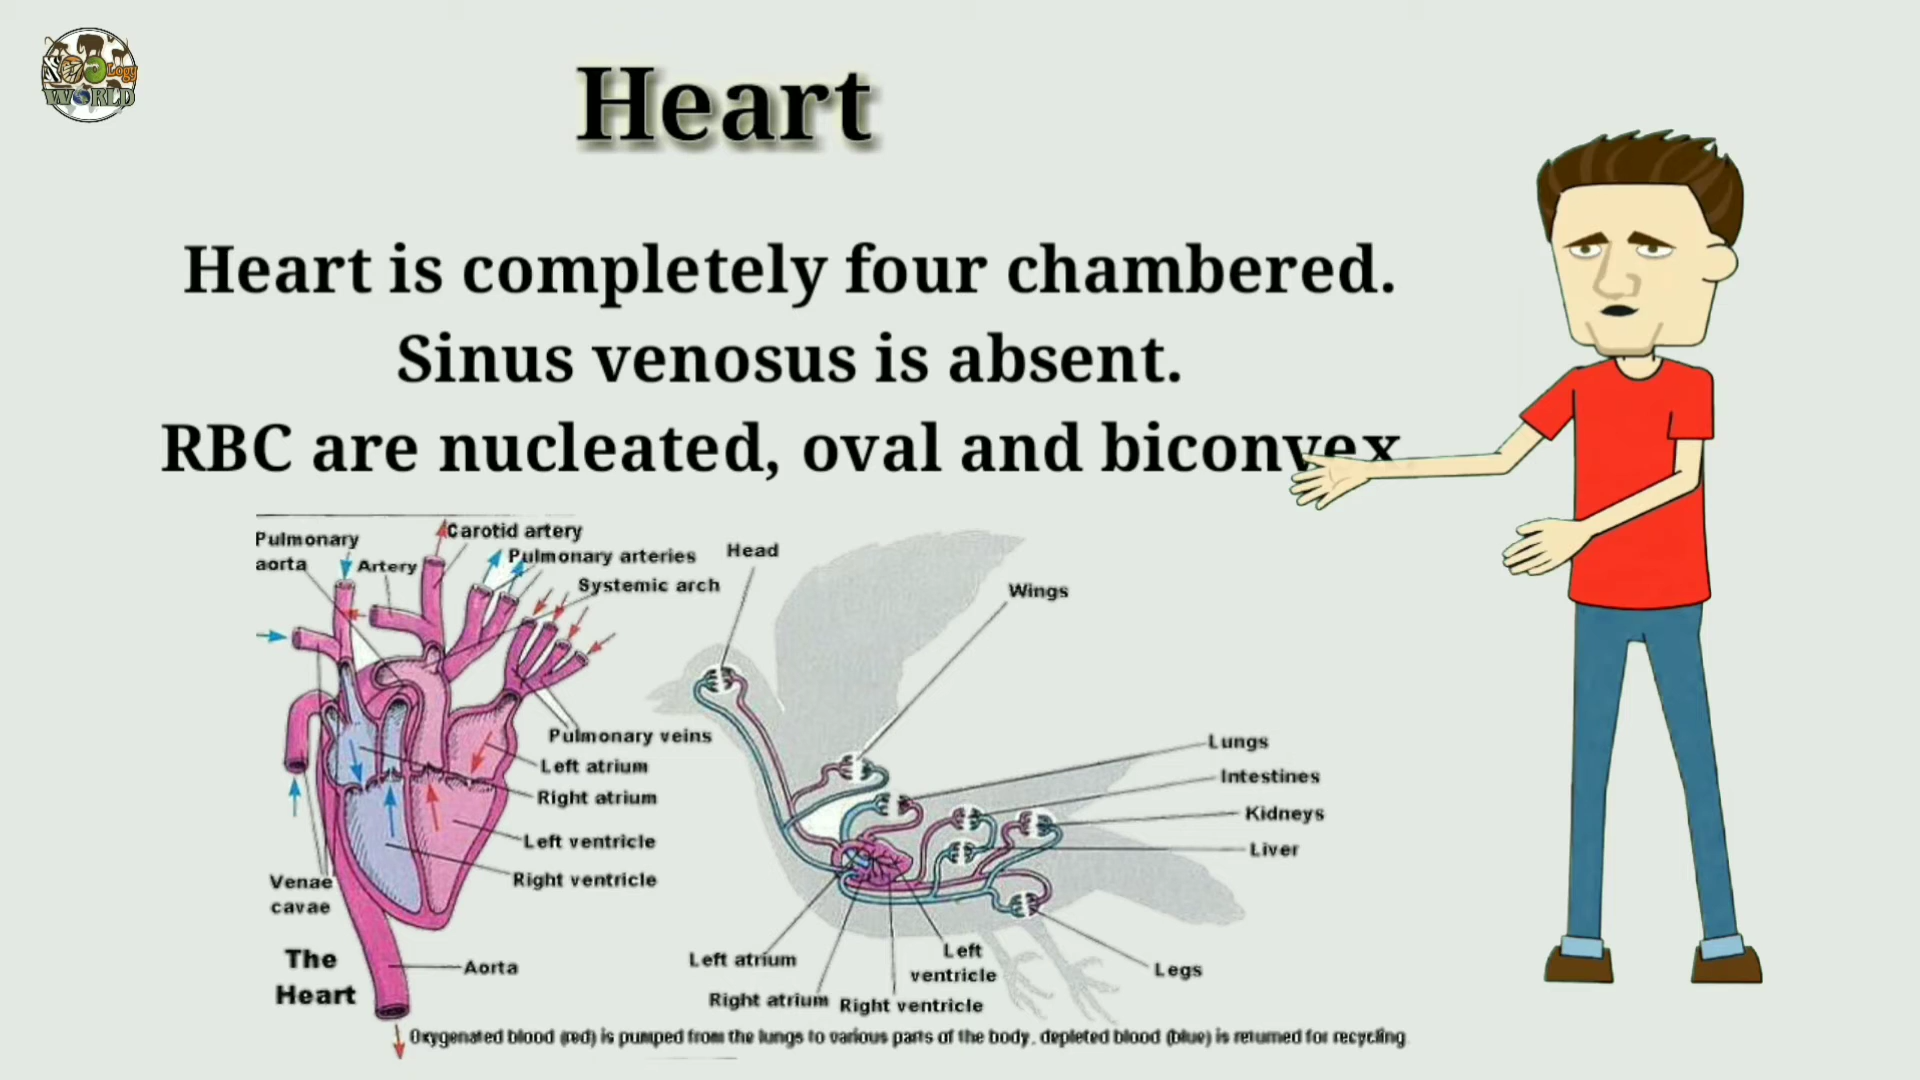 ZOOLOGY
WORLD
Heart
Heart is completely four chambered.
Sinus venosus is absent.
RBC are nucleated, oval and biconvex.
Pulmonary
aorta
Artery
Carotid artery
Pulmonary arteries
Systemic arch
Pulmonary veins
Left atrium
Right atrium
Left ventricle
Right ventricle
Venae
cavae
The
Heart
Aorta
Head
Wings
Lungs
Intestines
Kidneys
Liver
Legs
Left atrium
Right atrium
Left
ventricle
Right ventricle
Oxygenated blood (red) is pumped from the lungs to various parts of the body, depleted blood (blue) is returned for recycling